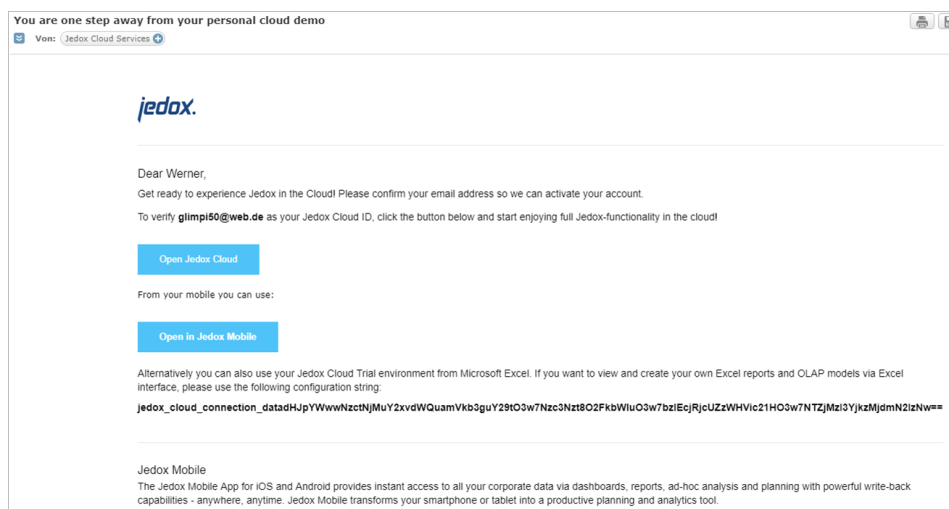 You are one step away from your personal cloud demo
Von: Jedox Cloud Services
jedox.
Dear Werner,
Get ready to experience Jedox in the Cloud! Please confirm your email address so we can activate your account.
To verify glimpi50@web.de as your Jedox Cloud ID, click the button below and start enjoying full Jedox-functionality in the cloud!
Open Jedox Cloud
From your mobile you can use:
Open in Jedox Mobile
Alternatively you can also use your Jedox Cloud Trial environment from Microsoft Excel. If you want to view and create your own Excel reports and OLAP models via Excel
interface, please use the following configuration string:
jedox_cloud_connection_datadHJpYWwwNzctNjMuY2xvdWQuamVkb3guY29tO3w7Nzc3Nzt8O2FkbWluO3w7bzlEcjRjcUZzWHVic21HO3w7NTZjMzI3YjkzMjdmN2IzNw==
Jedox Mobile
The Jedox Mobile App for iOS and Android provides instant access to all your corporate data via dashboards, reports, ad-hoc analysis and planning with powerful write-back
capabilities - anywhere, anytime. Jedox Mobile transforms your smartphone or tablet into a productive planning and analytics tool.